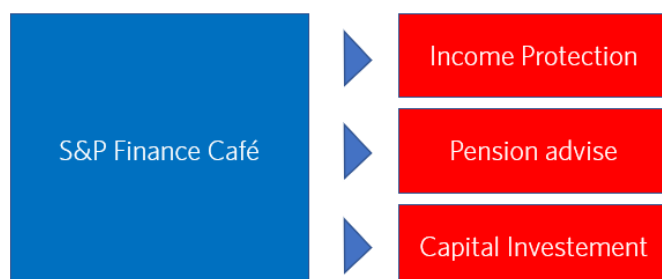 S&P Finance Café
Income Protection
Pension advise
Capital Investement